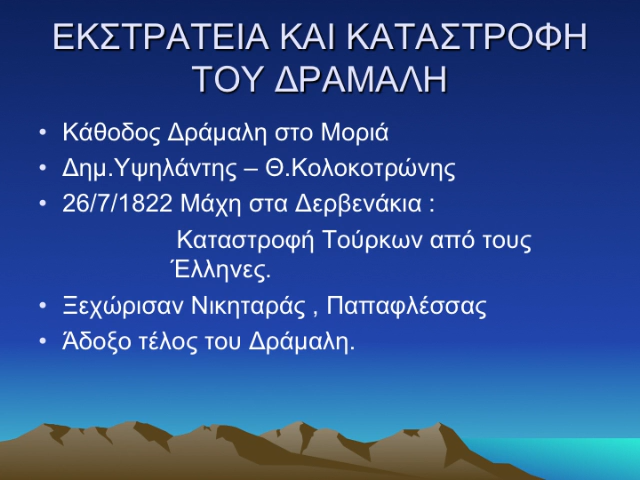 ΕΚΣΤΡΑΤΕΙΑ ΚΑΙ ΚΑΤΑΣΤΡΟΦΗ
ΤΟΥ ΔΡΑΜΑΛΗ
• Κάθοδος Δράμαλη στο Μοριά
• Δημ.Υψηλάντης – Θ.Κολοκοτρώνης
• 26/7/1822 Μάχη στα Δερβενάκια :
Καταστροφή Τούρκων από τους
Έλληνες.
• Ξεχώρισαν Νικηταράς , Παπαφλέσσας
• Άδοξο τέλος του Δράμαλη.